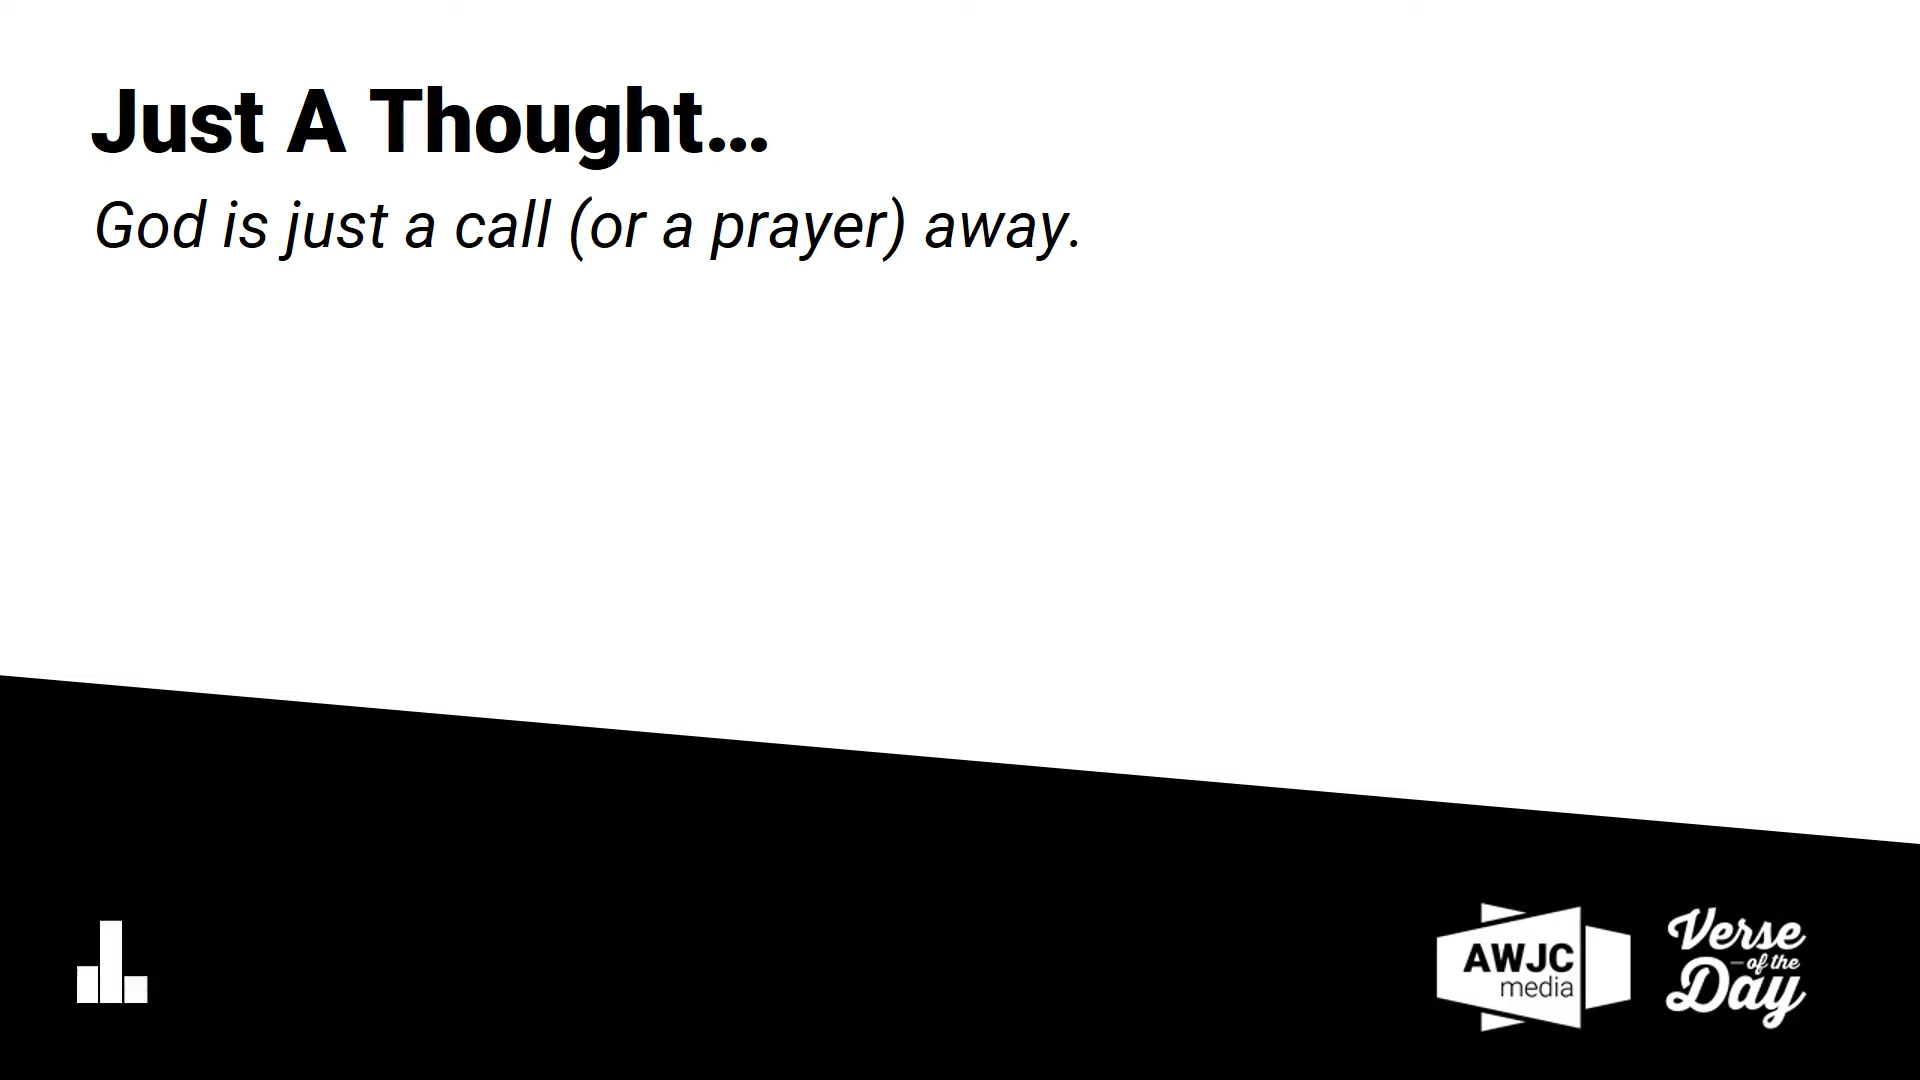 Just A Thought...
God is just a call (or a prayer) away.
AWJC
media
Verse
of the
Day